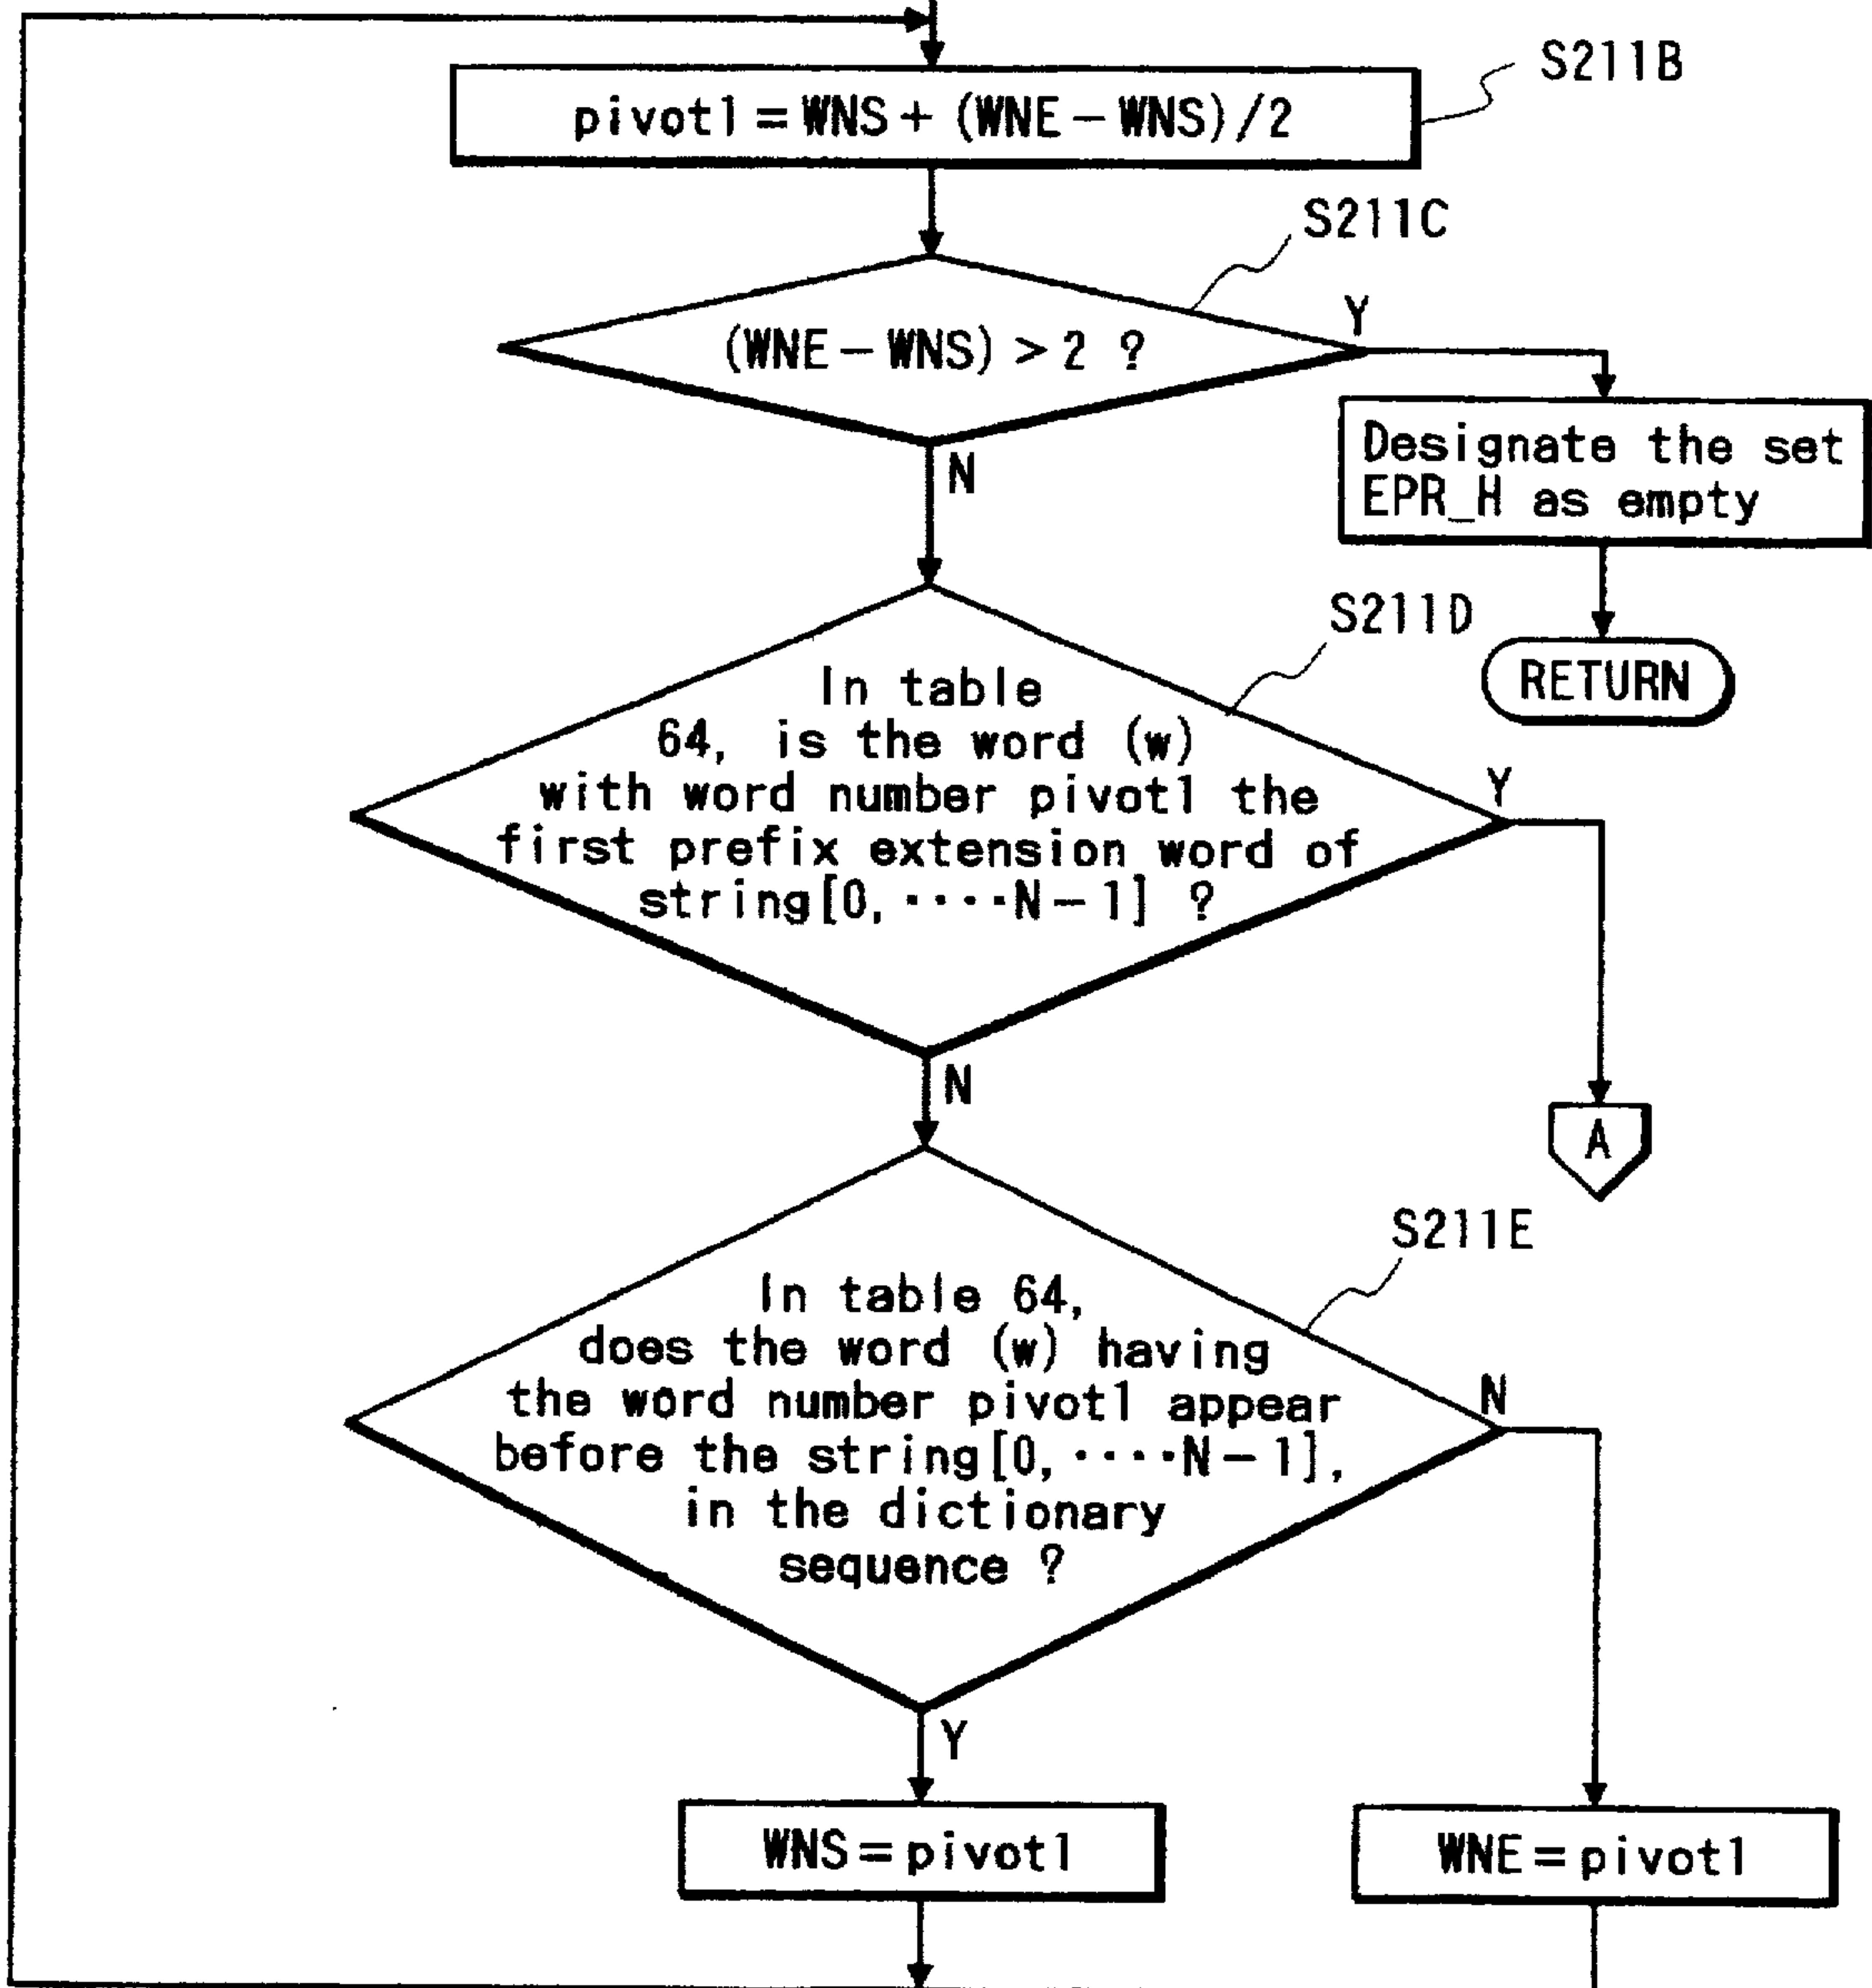 S211B
pivot1=WNS+(WNE-WNS)/2
S211C
Y
(WNE-WNS)>2 ?
N
Designate the set
EPR_H as empty
RETURN
S211D
In table
64, is the word (w)
with word number pivot1 the
first prefix extension word of
string[0, ····N-1] ?
Y
N
A
S211E
In table 64,
does the word (w) having
the word number pivot1 appear
before the string[0, ····N-1],
in the dictionary
sequence ?
N
Y
WNS=pivot1
WNE=pivot1